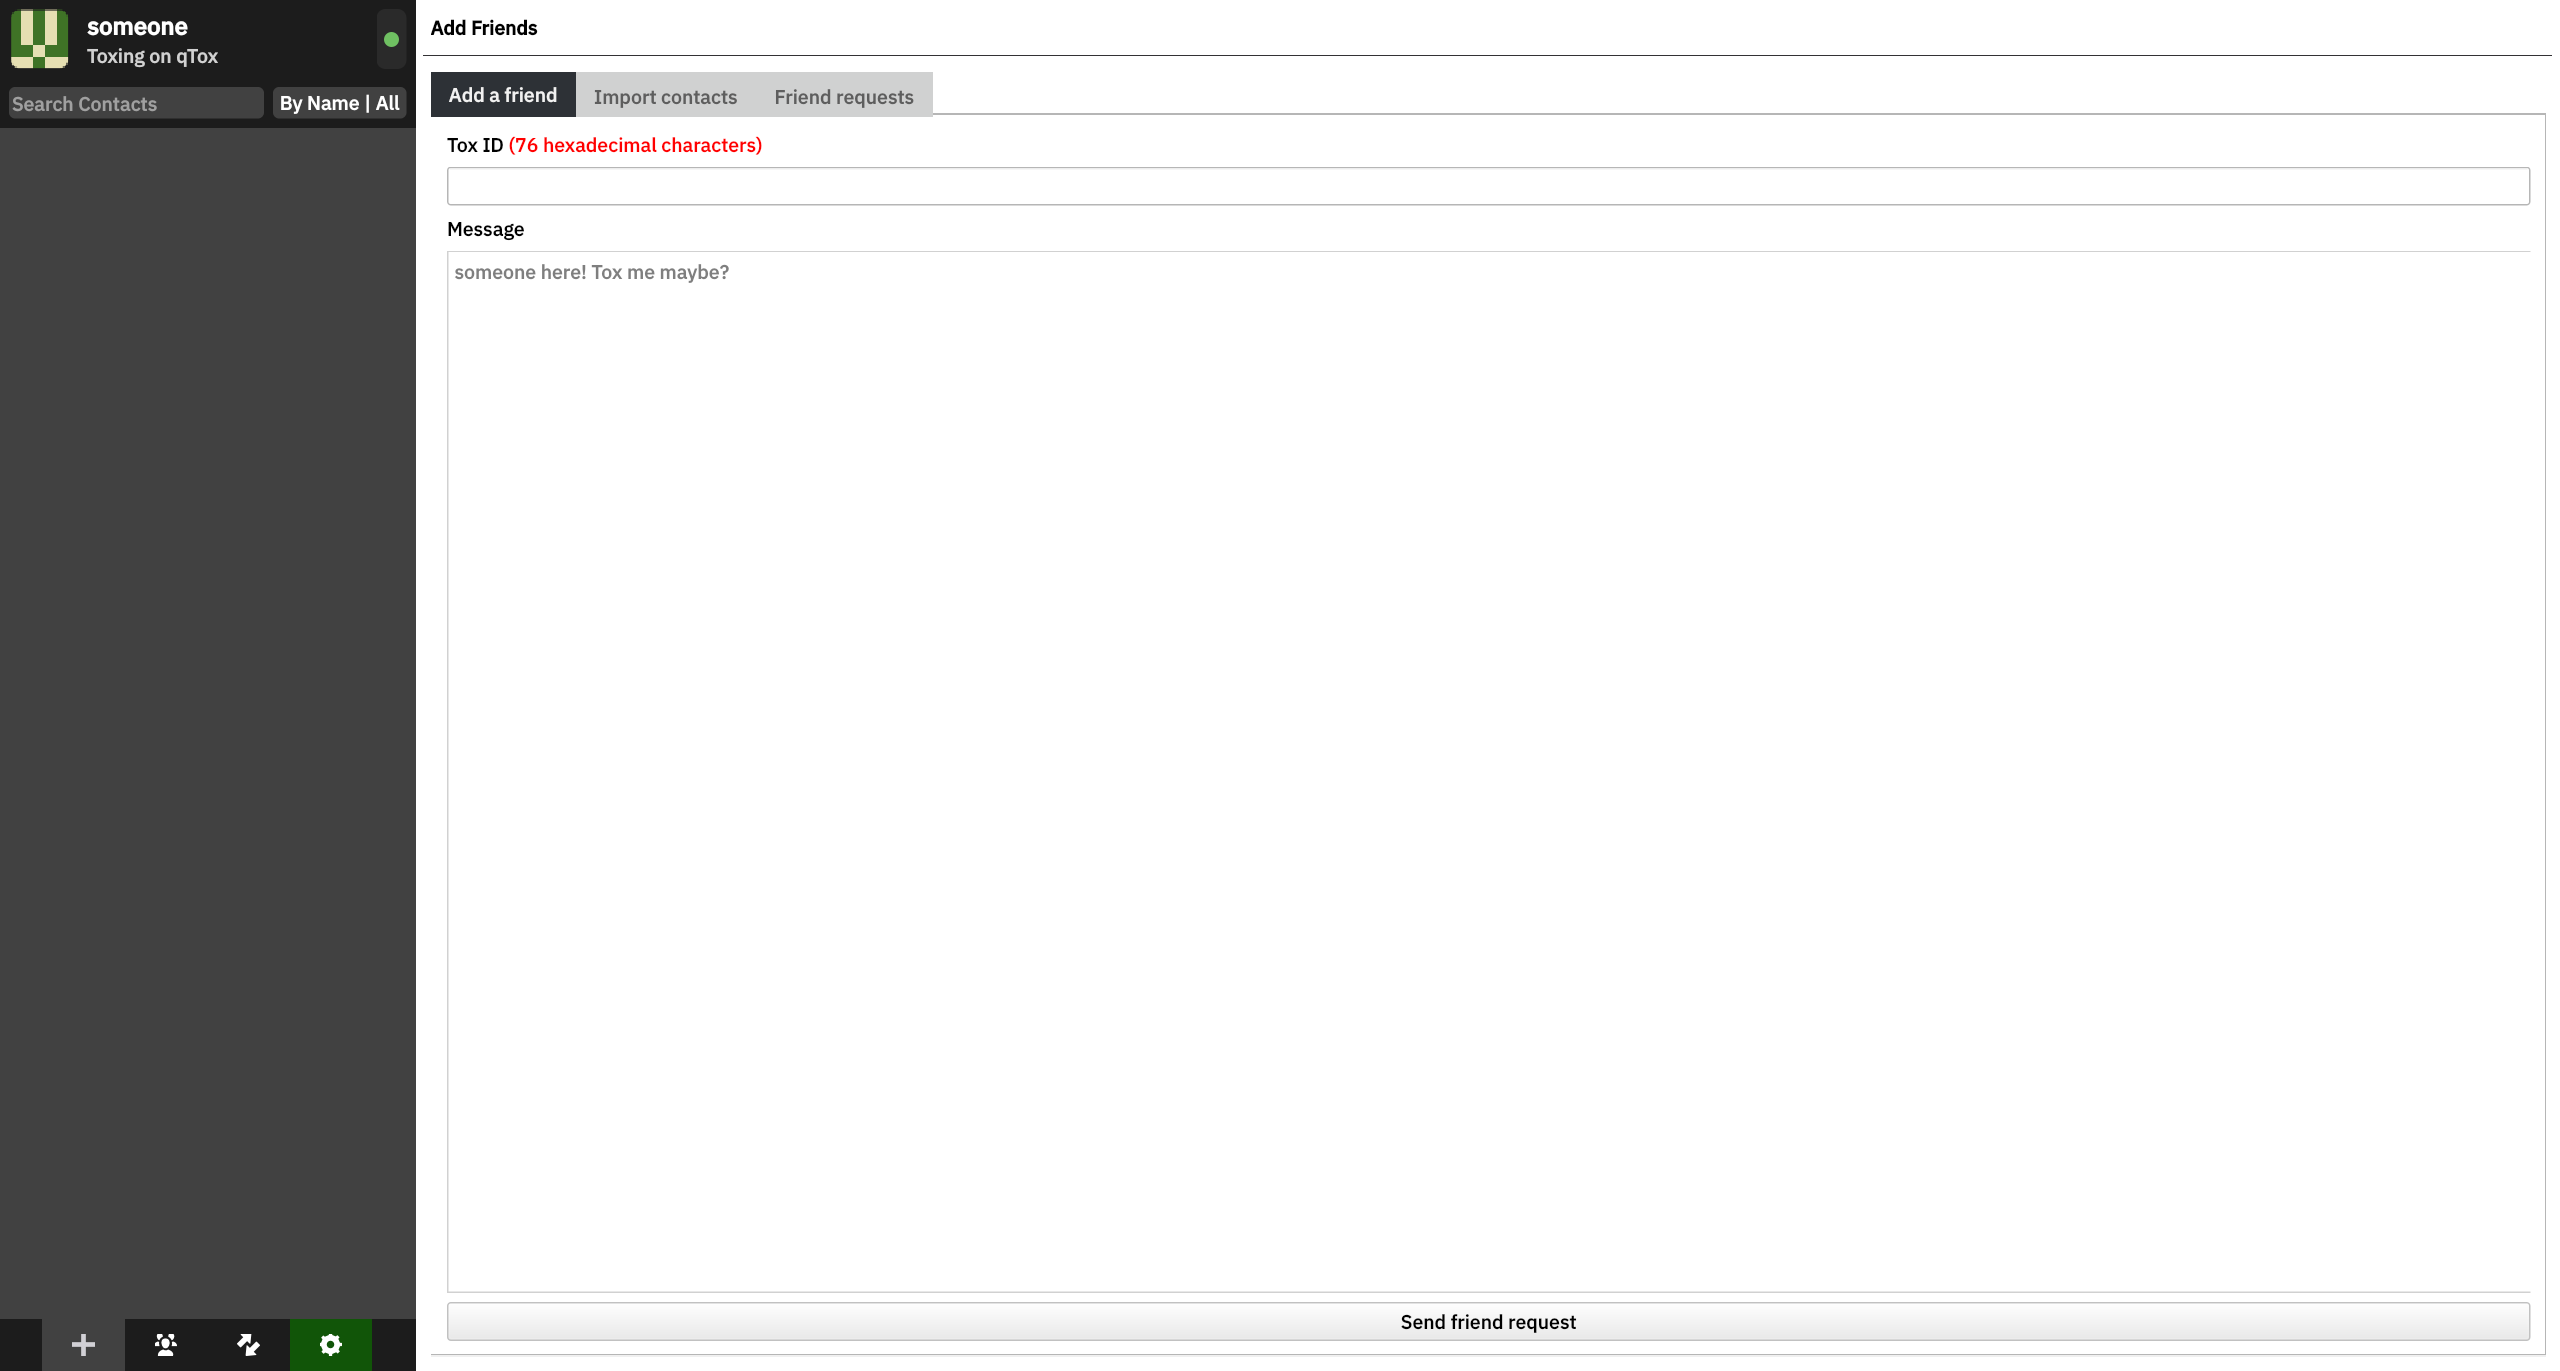 someone
Toxing on qTox
Search Contacts
By Name | All
Add Friends
Add a friend
Import contacts
Friend requests
Tox ID (76 hexadecimal characters)
Message
someone here! Tox me maybe?
Send friend request